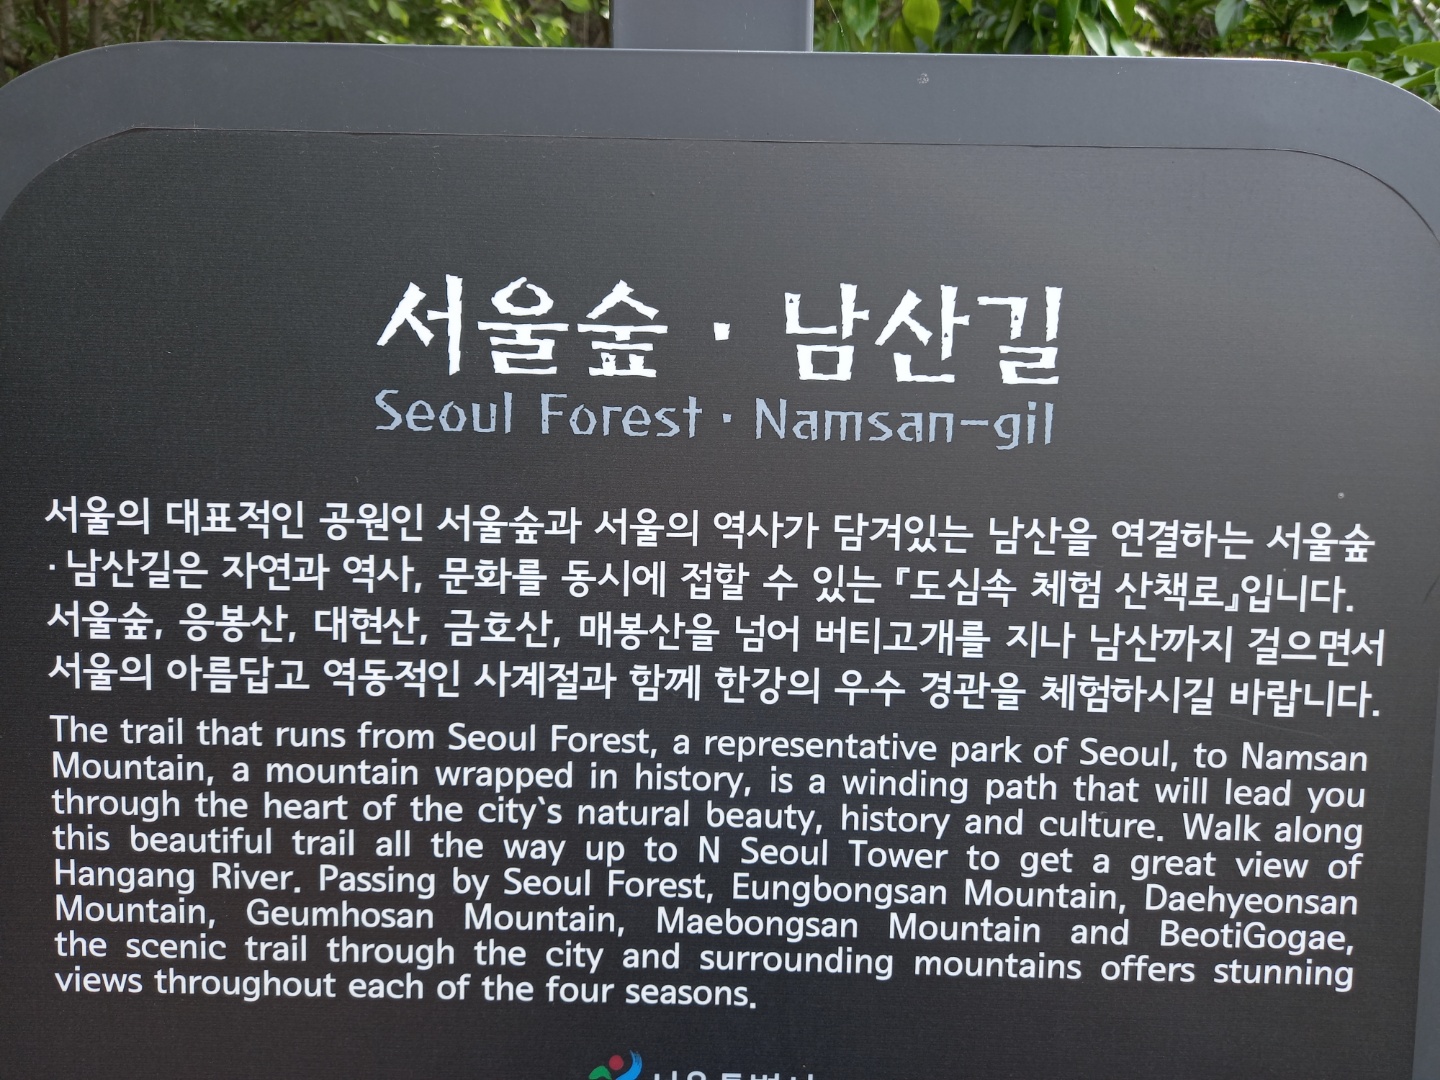 서울숲 · 남산길
Seoul Forest · Namsan-gil
서울의 대표적인 공원인 서울숲과 서울의 역사가 담겨있는 남산을 연결하는 서울숲
· 남산길은 자연과 역사, 문화를 동시에 접할 수 있는 『도심속 체험 산책로』입니다.
서울숲, 응봉산, 대현산, 금호산, 매봉산을 넘어 버티고개를 지나 남산까지 걸으면서
서울의 아름답고 역동적인 사계절과 함께 한강의 우수 경관을 체험하시길 바랍니다.
The trail that runs from Seoul Forest, a representative park of Seoul, to Namsan
Mountain, a mountain wrapped in history, is a winding path that will lead you
through the heart of the city‵s natural beauty, history and culture. Walk along
this beautiful trail all the way up to N Seoul Tower to get a great view of
Hangang River. Passing by Seoul Forest, Eungbongsan Mountain, Daehyeonsan
Mountain, Geumhosan Mountain, Maebongsan Mountain and BeotiGogae,
the scenic trail through the city and surrounding mountains offers stunning
views throughout each of the four seasons.